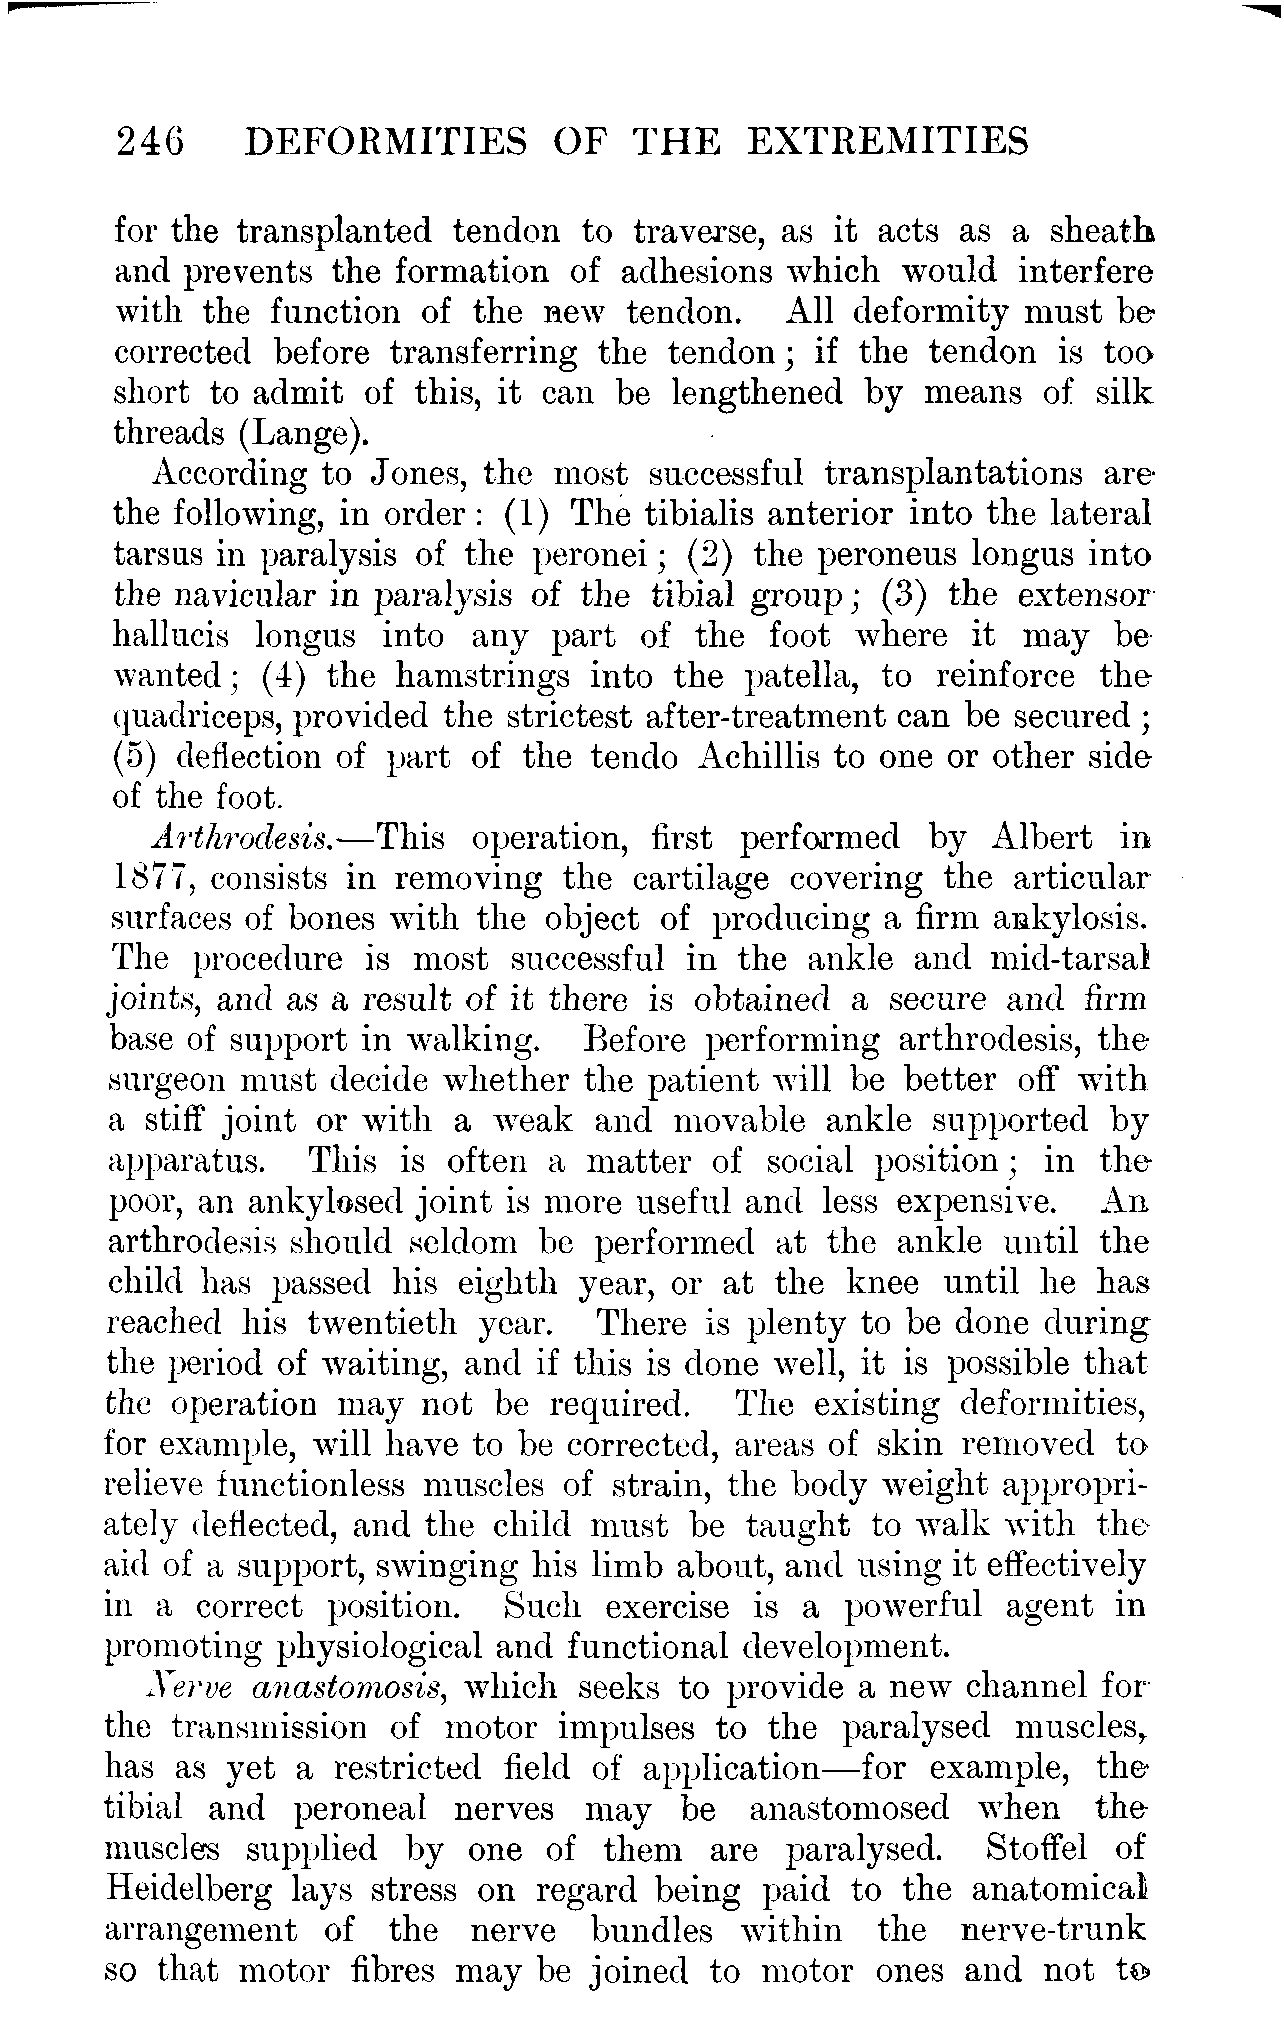 246 DEFORMITIES OF THE EXTREMITIES
for the transplanted tendon to traverse, as it acts as a sheath
and prevents the formation of adhesions which would interfere
with the function of the new tendon. All deformity must be
corrected before transferring the tendon; if the tendon is too
short to admit of this, it can be lengthened by means of silk
threads (Lange).
According to Jones, the most successful transplantations are
the following, in order: (1) The tibialis anterior into the lateral
tarsus in paralysis of the peronei; (2) the peroneus longus into
the navicular in paralysis of the tibial group; (3) the extensor
hallucis longus into any part of the foot where it may be
wanted; (4) the hamstrings into the patella, to reinforce the
quadriceps, provided the strictest after-treatment can be secured;
(5) deflection of part of the tendo Achillis to one or other side
of the foot.
Arthrodesis.—This operation, first performed by Albert in
1877, consists in removing the cartilage covering the articular
surfaces of bones with the object of producing a firm ankylosis.
The procedure is most successful in the ankle and mid-tarsal
joints, and as a result of it there is obtained a secure and firm
base of support in walking. Before performing arthrodesis, the
surgeon must decide whether the patient will be better off with
a stiff joint or with a weak and movable ankle supported by
apparatus. This is often a matter of social position; in the
poor, an ankylosed joint is more useful and less expensive. An
arthrodesis should seldom be performed at the ankle until the
child has passed his eighth year, or at the knee until he has
reached his twentieth year. There is plenty to be done during
the period of waiting, and if this is done well, it is possible that
the operation may not be required. The existing deformities,
for example, will have to be corrected, areas of skin removed to
relieve functionless muscles of strain, the body weight appropri-
ately deflected, and the child must be taught to walk with the
aid of a support, swinging his limb about, and using it effectively
in a correct position. Such exercise is a powerful agent in
promoting physiological and functional development.
Nerve anastomosis, which seeks to provide a new channel for
the transmission of motor impulses to the paralysed muscles,
has as yet a restricted field of application—for example, the
tibial and peroneal nerves may be anastomosed when the
muscles supplied by one of them are paralysed. Stoffel of
Heidelberg lays stress on regard being paid to the anatomical
arrangement of the nerve bundles within the nerve-trunk
so that motor fibres may be joined to motor ones and not to